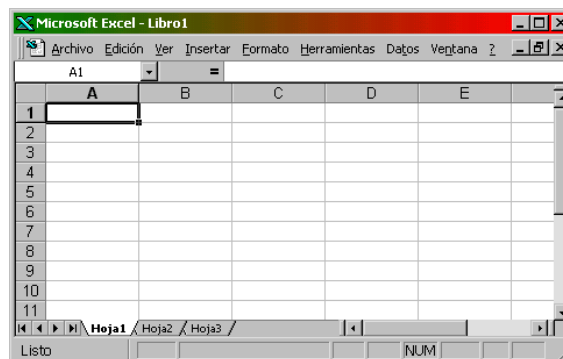 Microsoft Excel - Libro1
Archivo Edición Ver Insertar Formato Herramientas Datos Ventana ?
A1 =
A B C D E
1
2
3
4
5
6
7
8
9
10
11
Hoja1 Hoja2 Hoja3
Listo NUM